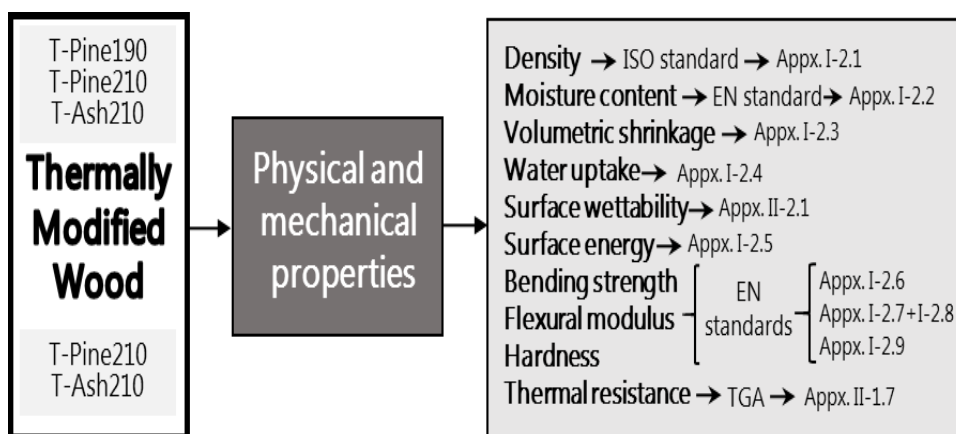 T-Pine190
T-Pine210
T-Ash210
Thermally
Modified
Wood
T-Pine210
T-Ash210
Physical and
mechanical
properties
Density → ISO standard → Appx. I-2.1
Moisture content → EN standard → Appx. I-2.2
Volumetric shrinkage → Appx. I-2.3
Water uptake → Appx. I-2.4
Surface wettability → Appx. II-2.1
Surface energy → Appx. I-2.5
Bending strength
Flexural modulus
Hardness
EN
standards
Appx. I-2.6
Appx. I-2.7+I-2.8
Appx. I-2.9
Thermal resistance → TGA → Appx. II-1.7